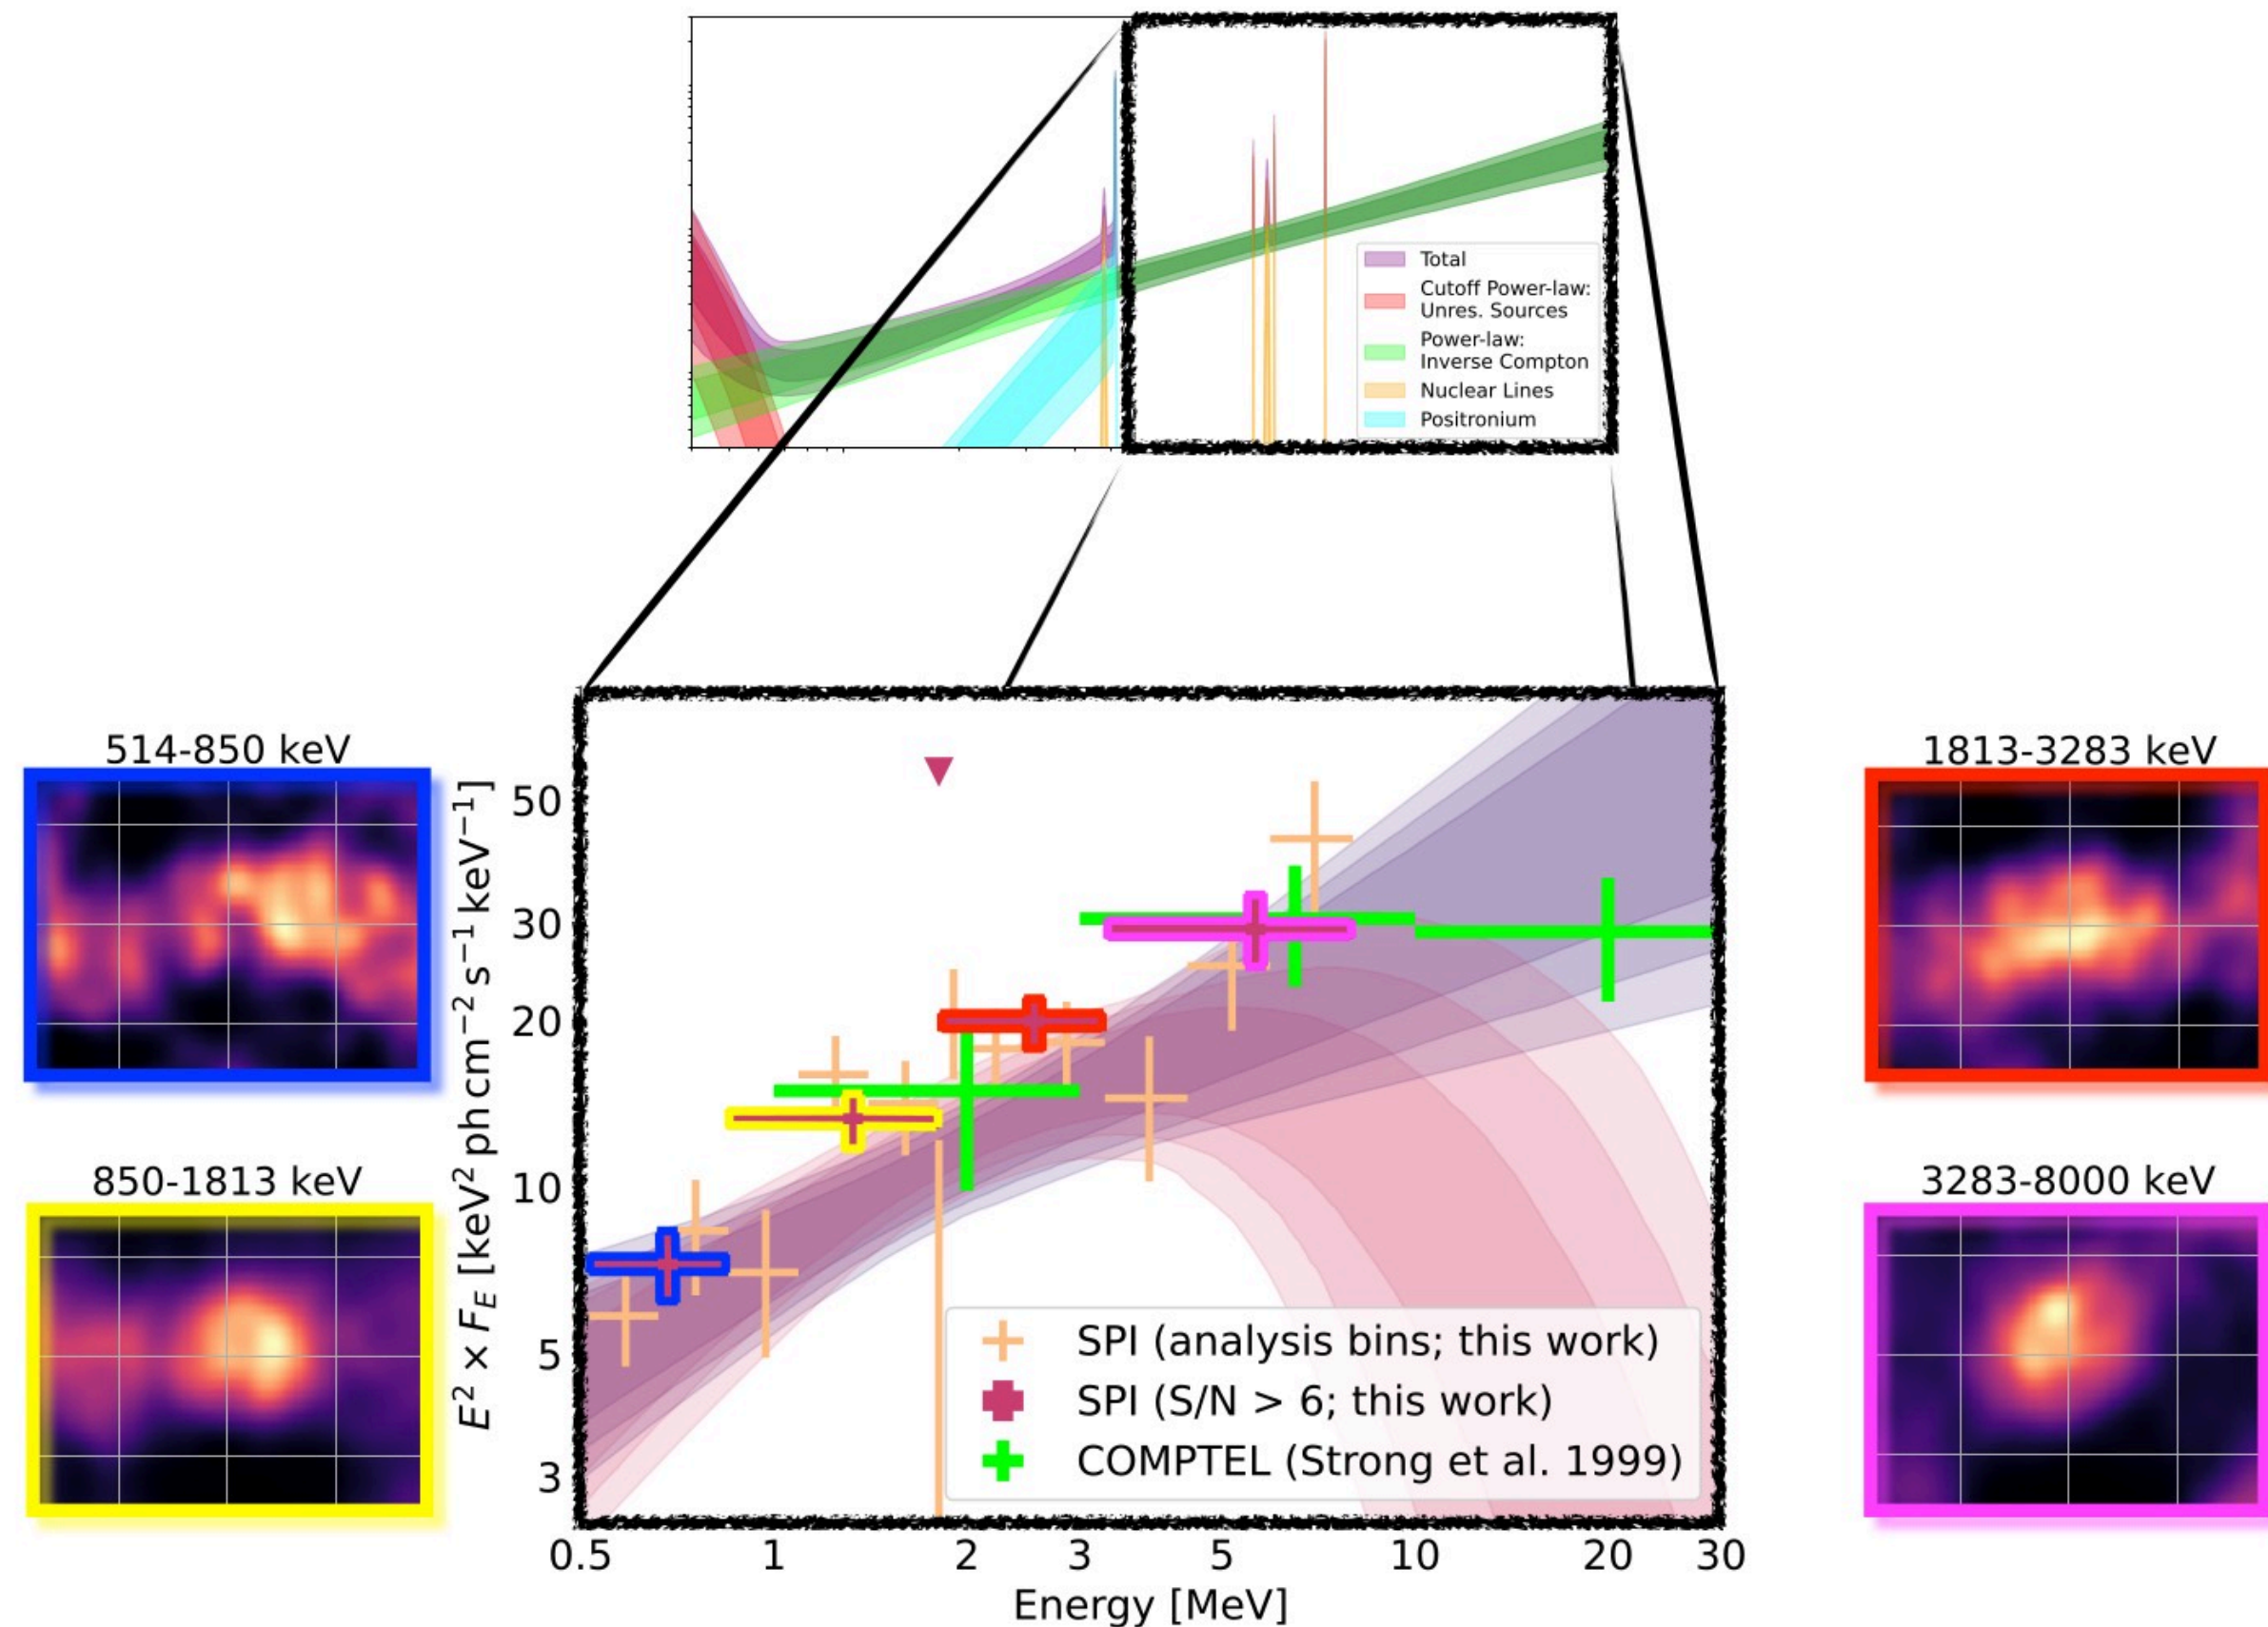 Total
Cutoff Power-law:
Unres. Sources
Power-law:
Inverse Compton
Nuclear Lines
Positronium
514-850 keV
850-1813 keV
1813-3283 keV
3283-8000 keV
E² × F_E [keV² ph cm⁻² s⁻¹ keV⁻¹]
50
30
20
10
5
3
SPI (analysis bins; this work)
SPI (S/N > 6; this work)
COMPTEL (Strong et al. 1999)
0.5 1 2 3 5 10 20 30
Energy [MeV]